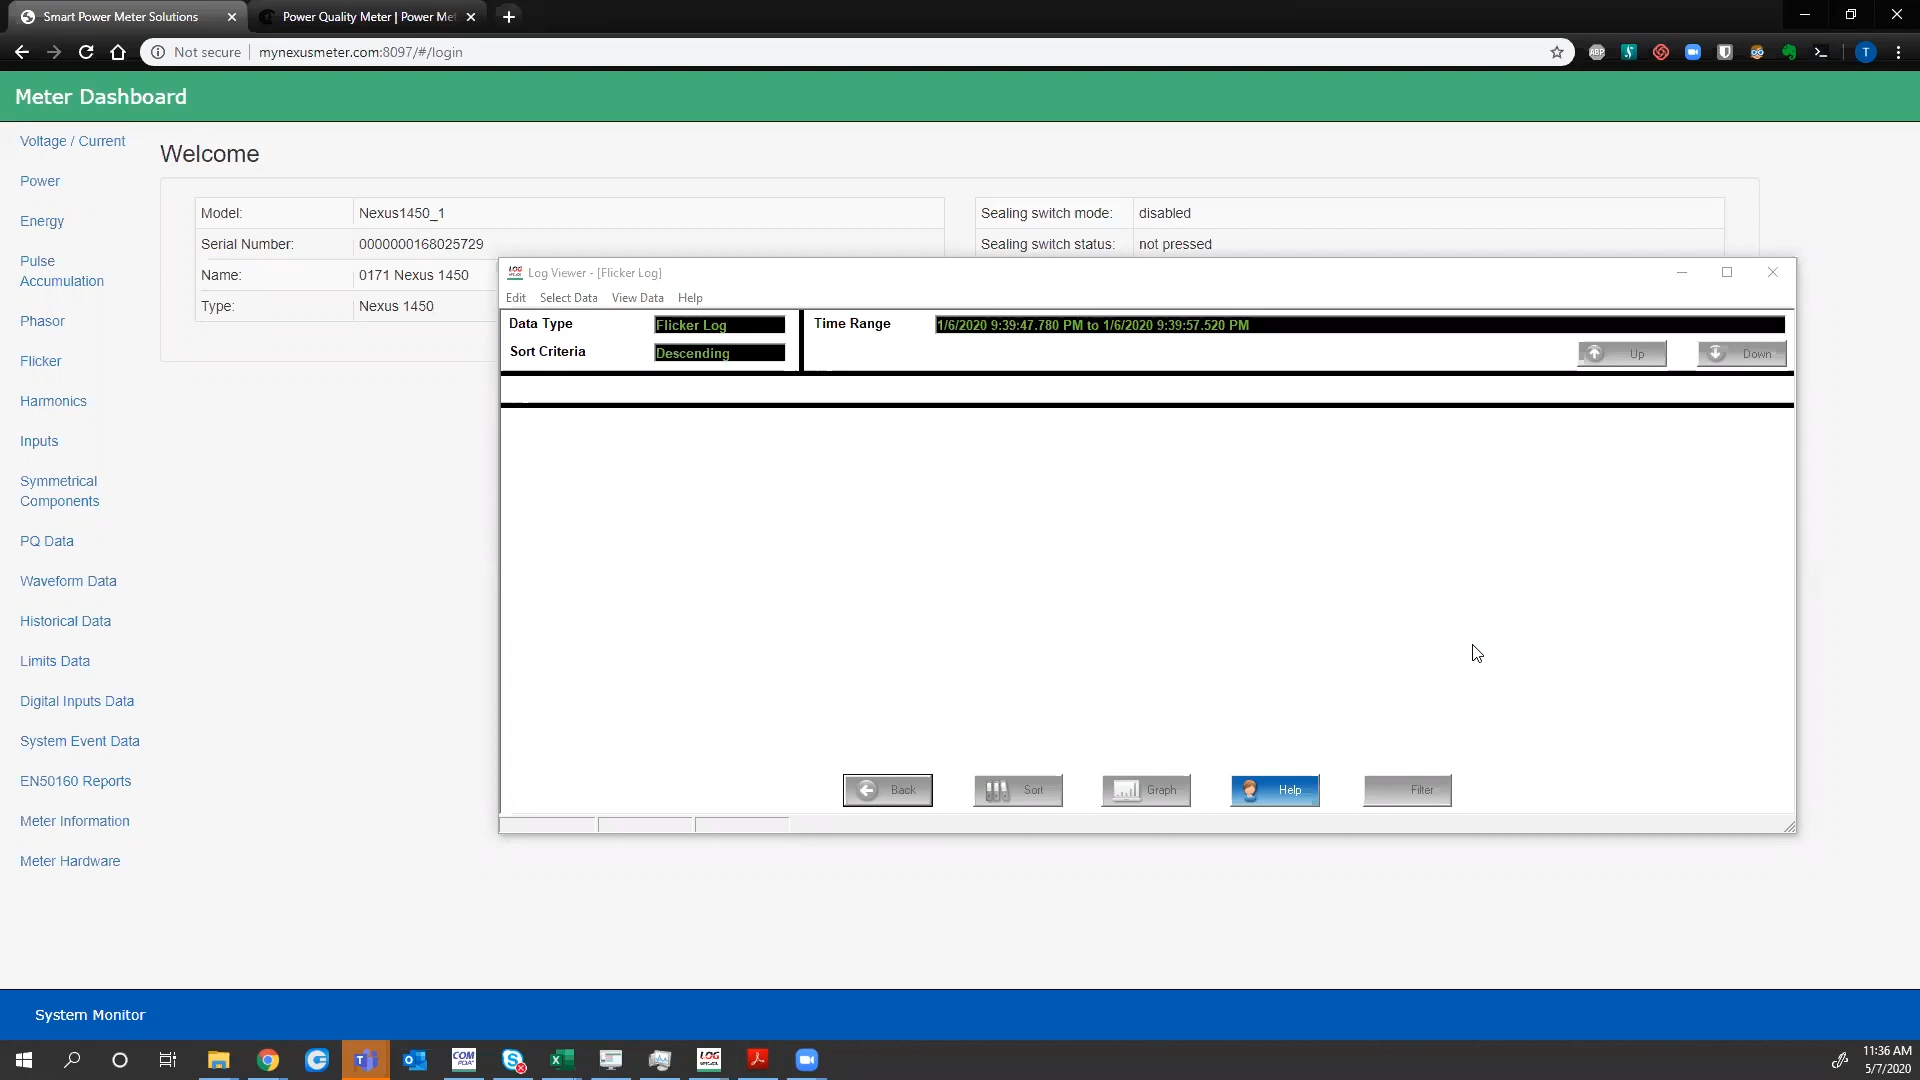 Smart Power Meter Solutions
Power Quality Meter | Power Met
Not secure
mynexusmeter.com:8097/#/login
ABP
T
Meter Dashboard
Voltage / Current
Power
Energy
Pulse
Accumulation
Phasor
Flicker
Harmonics
Inputs
Symmetrical
Components
PQ Data
Waveform Data
Historical Data
Limits Data
Digital Inputs Data
System Event Data
EN50160 Reports
Meter Information
Meter Hardware
Welcome
Model: Nexus1450_1
Serial Number: 0000000168025729
Name: 0171 Nexus 1450
Type: Nexus 1450
Sealing switch mode: disabled
Sealing switch status: not pressed
LOG
Log Viewer - [Flicker Log]
Edit Select Data View Data Help
Data Type Flicker Log
Sort Criteria Descending
Time Range 1/6/2020 9:39:47.780 PM to 1/6/2020 9:39:57.520 PM
Up
Down
Back
Sort
Graph
Help
Filter
System Monitor
COM
LOG
11:36 AM
5/7/2020